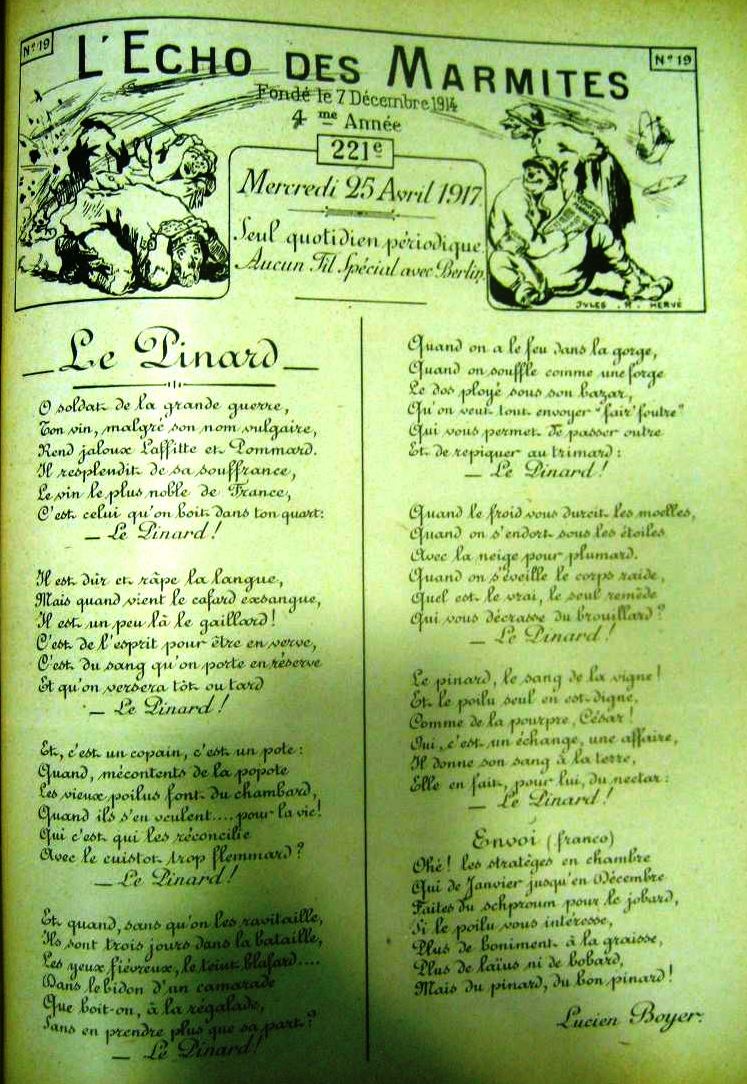 N° 19
L'ECHO DES MARMITES
N° 19
Fondé le 7 Décembre 1914
4me Année
221e
Mercredi 25 Avril 1917
Seul quotidien périodique
Aucun Fil Spécial avec Berlin
JULES . R . HERVÉ
— Le Pinard —
O soldat de la grande guerre,
Ton vin, malgré son nom vulgaire,
Rend jaloux Laffitte et Pommard.
Il resplendit de sa souffrance,
Le vin le plus noble de France,
C'est celui qu'on boit dans ton quart:
— Le Pinard!
Il est dur et râpe la langue,
Mais quand vient le cafard exsangue,
Il est un peu là le gaillard!
C'est de l'esprit pour être en verve,
C'est du sang qu'on porte en réserve
Et qu'on versera tôt ou tard
— Le Pinard!
Et, c'est un copain, c'est un pote:
Quand, mécontents de la popote
Les vieux poilus font du chambard,
Quand ils s'en veulent.... pour la vie!
Qui c'est qui les réconcilie
Avec le cuistot trop flemmard?
— Le Pinard!
Et quand, sans qu'on les ravitaille,
Ils sont trois jours dans la bataille,
Les yeux fiévreux, le teint blafard....
Dans le bidon d'un camarade
Que boit-on, à la régalade,
Sans en prendre plus que sa part?
— Le Pinard!
Quand on a le feu dans la gorge,
Quand on souffle comme une forge
Le dos ployé sous son bazar,
Qu'on veut tout envoyer "fair' foutre"
Qui vous permet de passer outre
Et de repiquer au trimard:
— Le Pinard!
Quand le froid vous durcit les moelles,
Quand on s'endort sous les étoiles
Avec la neige pour plumard.
Quand on s'éveille le corps raide,
Quel est le vrai, le seul remède
Qui vous décrasse du brouillard?
— Le Pinard!
Le pinard, le sang de la vigne!
Et le poilu seul en est digne,
Comme de la pourpre, César!
Oui, c'est un échange, une affaire,
Il donne son sang à la terre,
Elle en fait, pour lui, du nectar:
— Le Pinard!
Envoi (franco)
Ohé! les stratèges en chambre
Qui de Janvier jusqu'en Décembre
Faites du schproum pour le jobard,
Si le poilu vous intéresse,
Plus de boniment à la graisse,
Plus de laïus ni de bobard,
Mais du pinard, du bon pinard!
Lucien Boyer.